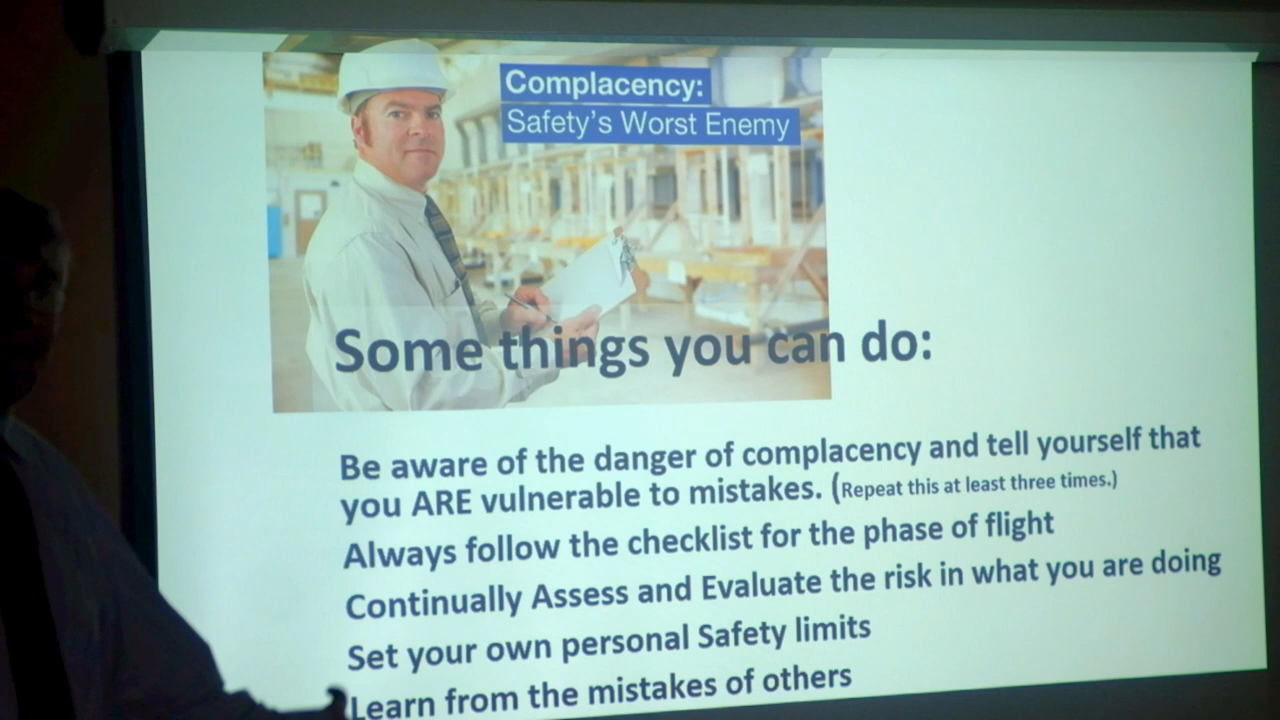 Complacency:
Safety's Worst Enemy
Some things you can do:
Be aware of the danger of complacency and tell yourself that
you ARE vulnerable to mistakes. (Repeat this at least three times.)
Always follow the checklist for the phase of flight
Continually Assess and Evaluate the risk in what you are doing
Set your own personal Safety limits
Learn from the mistakes of others